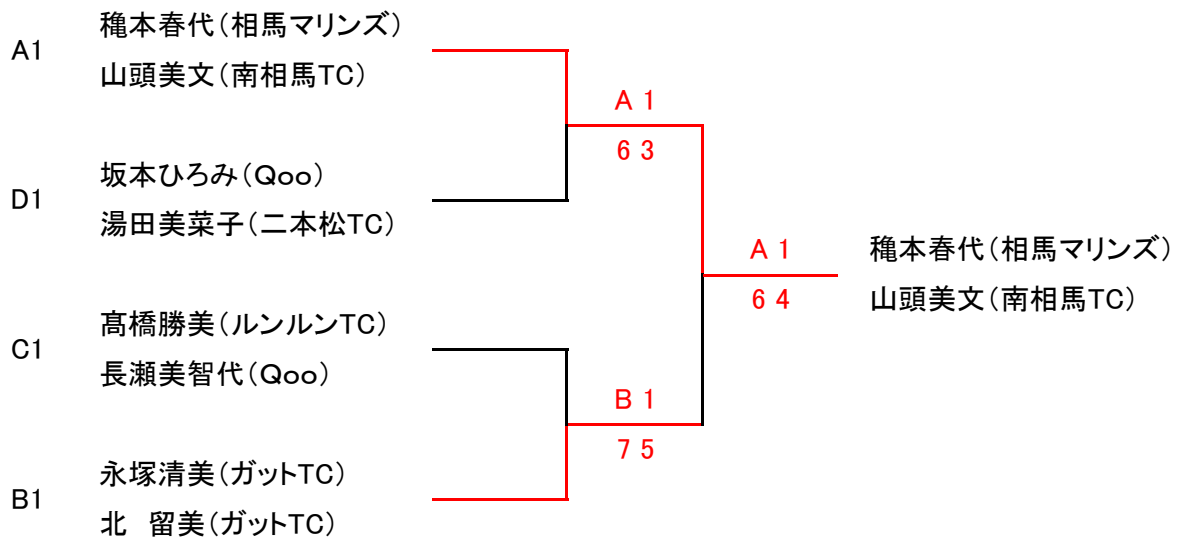 A1
穐本春代(相馬マリンズ)
山頭美文(南相馬TC)
A 1
6 3
D1
坂本ひろみ(Qoo)
湯田美菜子(二本松TC)
A 1
6 4
穐本春代(相馬マリンズ)
山頭美文(南相馬TC)
C1
髙橋勝美(ルンルンTC)
長瀬美智代(Qoo)
B 1
7 5
B1
永塚清美(ガットTC)
北　留美(ガットTC)